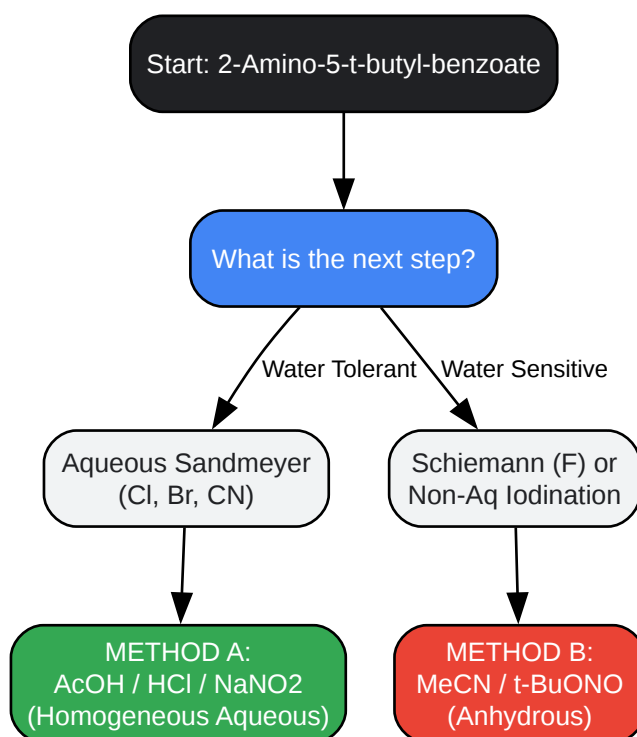 Start: 2-Amino-5-t-butyl-benzoate
What is the next step?
Water Tolerant
Water Sensitive
Aqueous Sandmeyer
(Cl, Br, CN)
Schiemann (F) or
Non-Aq Iodination
METHOD A:
AcOH / HCl / NaNO2
(Homogeneous Aqueous)
METHOD B:
MeCN / t-BuONO
(Anhydrous)